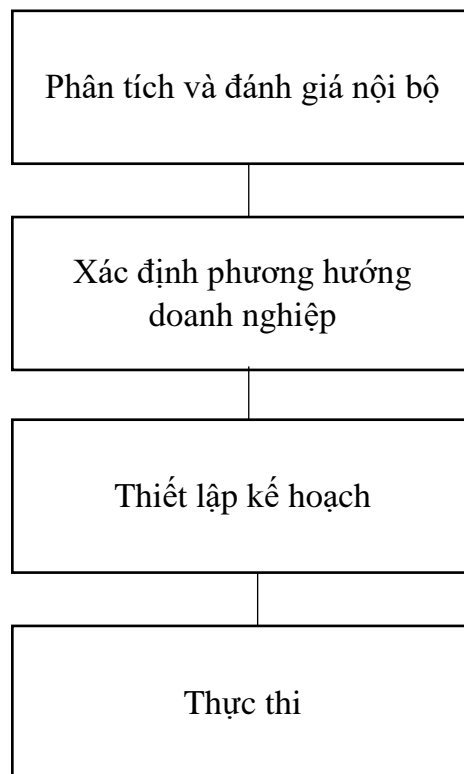 Phân tích và đánh giá nội bộ
Xác định phương hướng
doanh nghiệp
Thiết lập kế hoạch
Thực thi